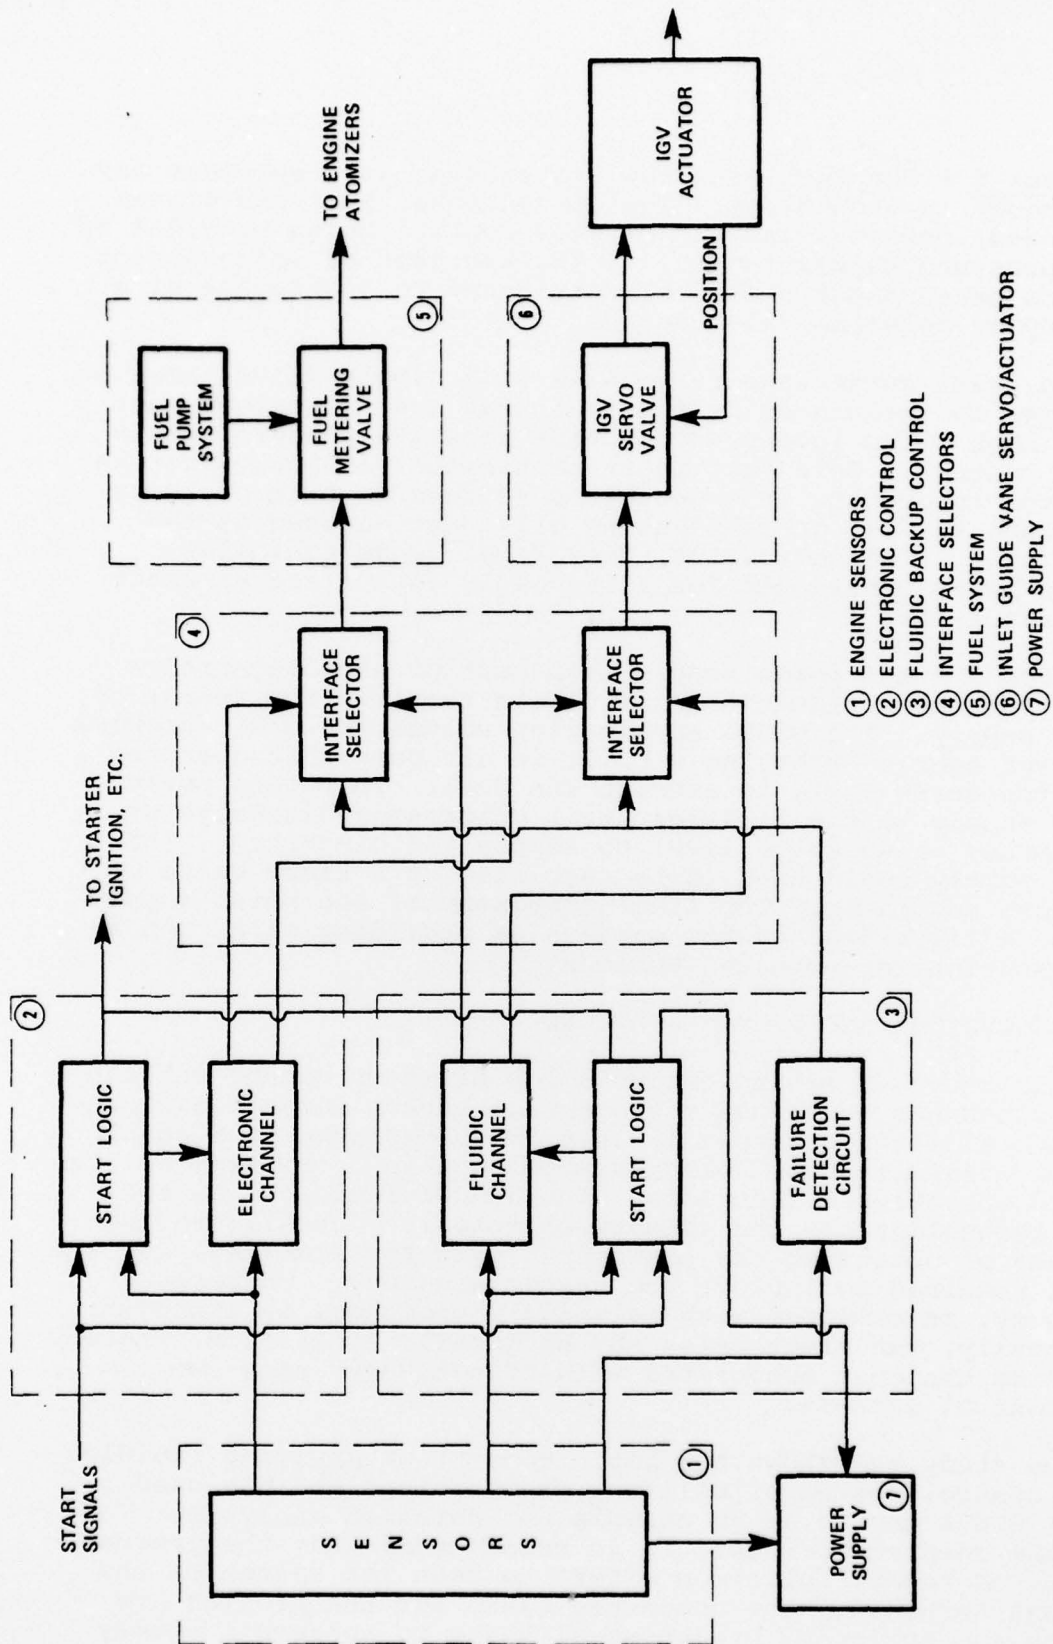 START
SIGNALS
S E N S O R S
1
POWER
SUPPLY
7
2
START LOGIC
ELECTRONIC
CHANNEL
TO STARTER
IGNITION, ETC.
FLUIDIC
CHANNEL
START LOGIC
FAILURE
DETECTION
CIRCUIT
3
4
INTERFACE
SELECTOR
INTERFACE
SELECTOR
FUEL
PUMP
SYSTEM
FUEL
METERING
VALVE
5
TO ENGINE
ATOMIZERS
6
IGV
SERVO
VALVE
POSITION
IGV
ACTUATOR
1 ENGINE SENSORS
2 ELECTRONIC CONTROL
3 FLUIDIC BACKUP CONTROL
4 INTERFACE SELECTORS
5 FUEL SYSTEM
6 INLET GUIDE VANE SERVO/ACTUATOR
7 POWER SUPPLY